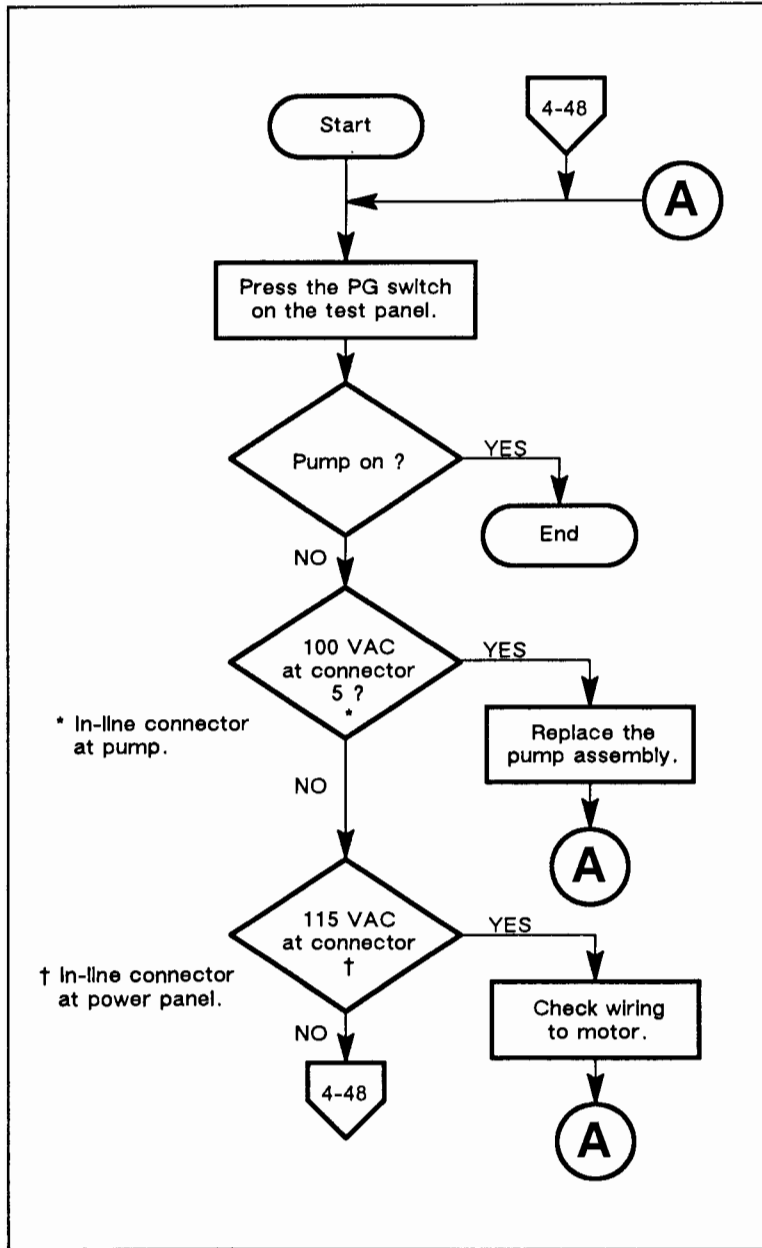 Start
4-48
A
Press the PG switch
on the test panel.
Pump on ?
YES
End
NO
100 VAC
at connector
5 ?
*
YES
* In-line connector
at pump.
Replace the
pump assembly.
NO
A
115 VAC
at connector
†
YES
† In-line connector
at power panel.
Check wiring
to motor.
NO
4-48
A